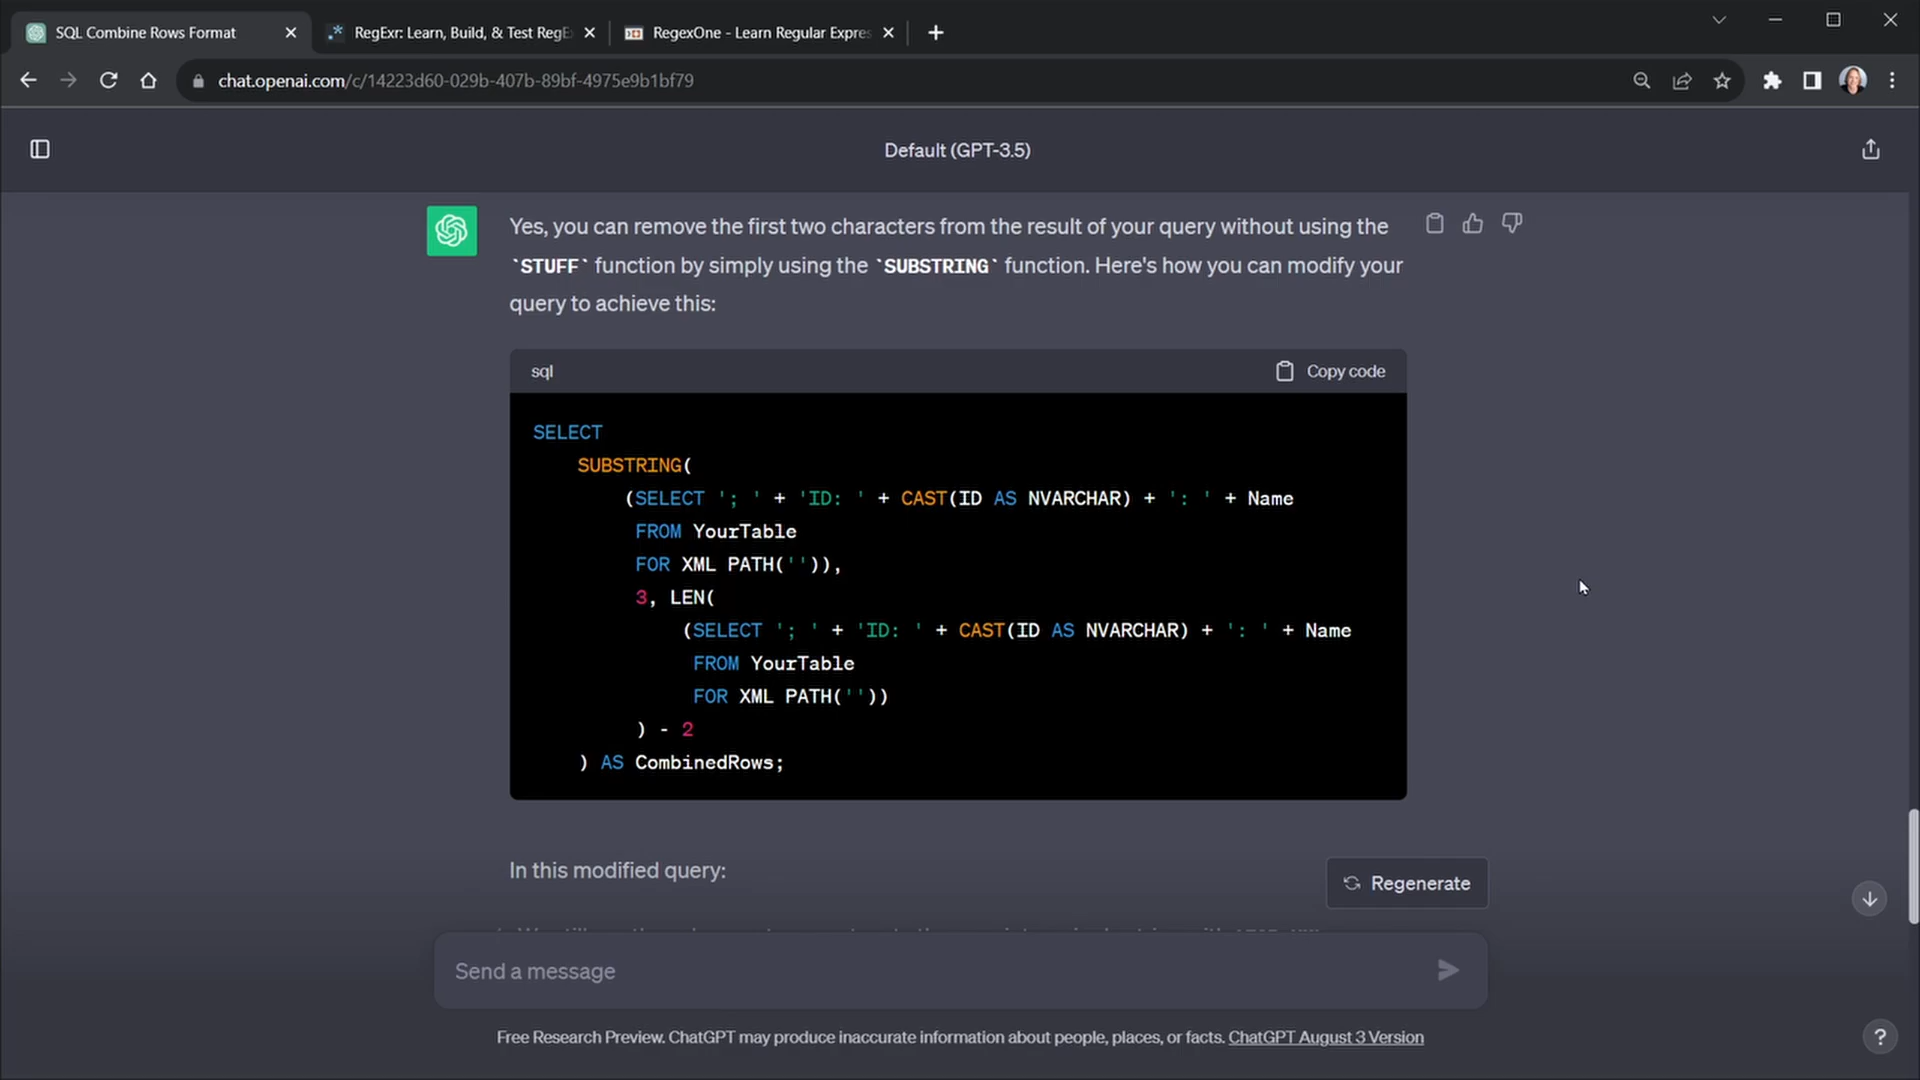 SQL Combine Rows Format
RegExr: Learn, Build, & Test RegE
RegexOne - Learn Regular Expres
chat.openai.com/c/14223d60-029b-407b-89bf-4975e9b1bf79
Default (GPT-3.5)
Yes, you can remove the first two characters from the result of your query without using the
`STUFF` function by simply using the `SUBSTRING` function. Here's how you can modify your
query to achieve this:
sql
Copy code
SELECT
SUBSTRING(
(SELECT '; ' + 'ID: ' + CAST(ID AS NVARCHAR) + ': ' + Name
FROM YourTable
FOR XML PATH('')),
3, LEN(
(SELECT '; ' + 'ID: ' + CAST(ID AS NVARCHAR) + ': ' + Name
FROM YourTable
FOR XML PATH(''))
) - 2
) AS CombinedRows;
In this modified query:
Regenerate
Send a message
Free Research Preview. ChatGPT may produce inaccurate information about people, places, or facts. ChatGPT August 3 Version
?